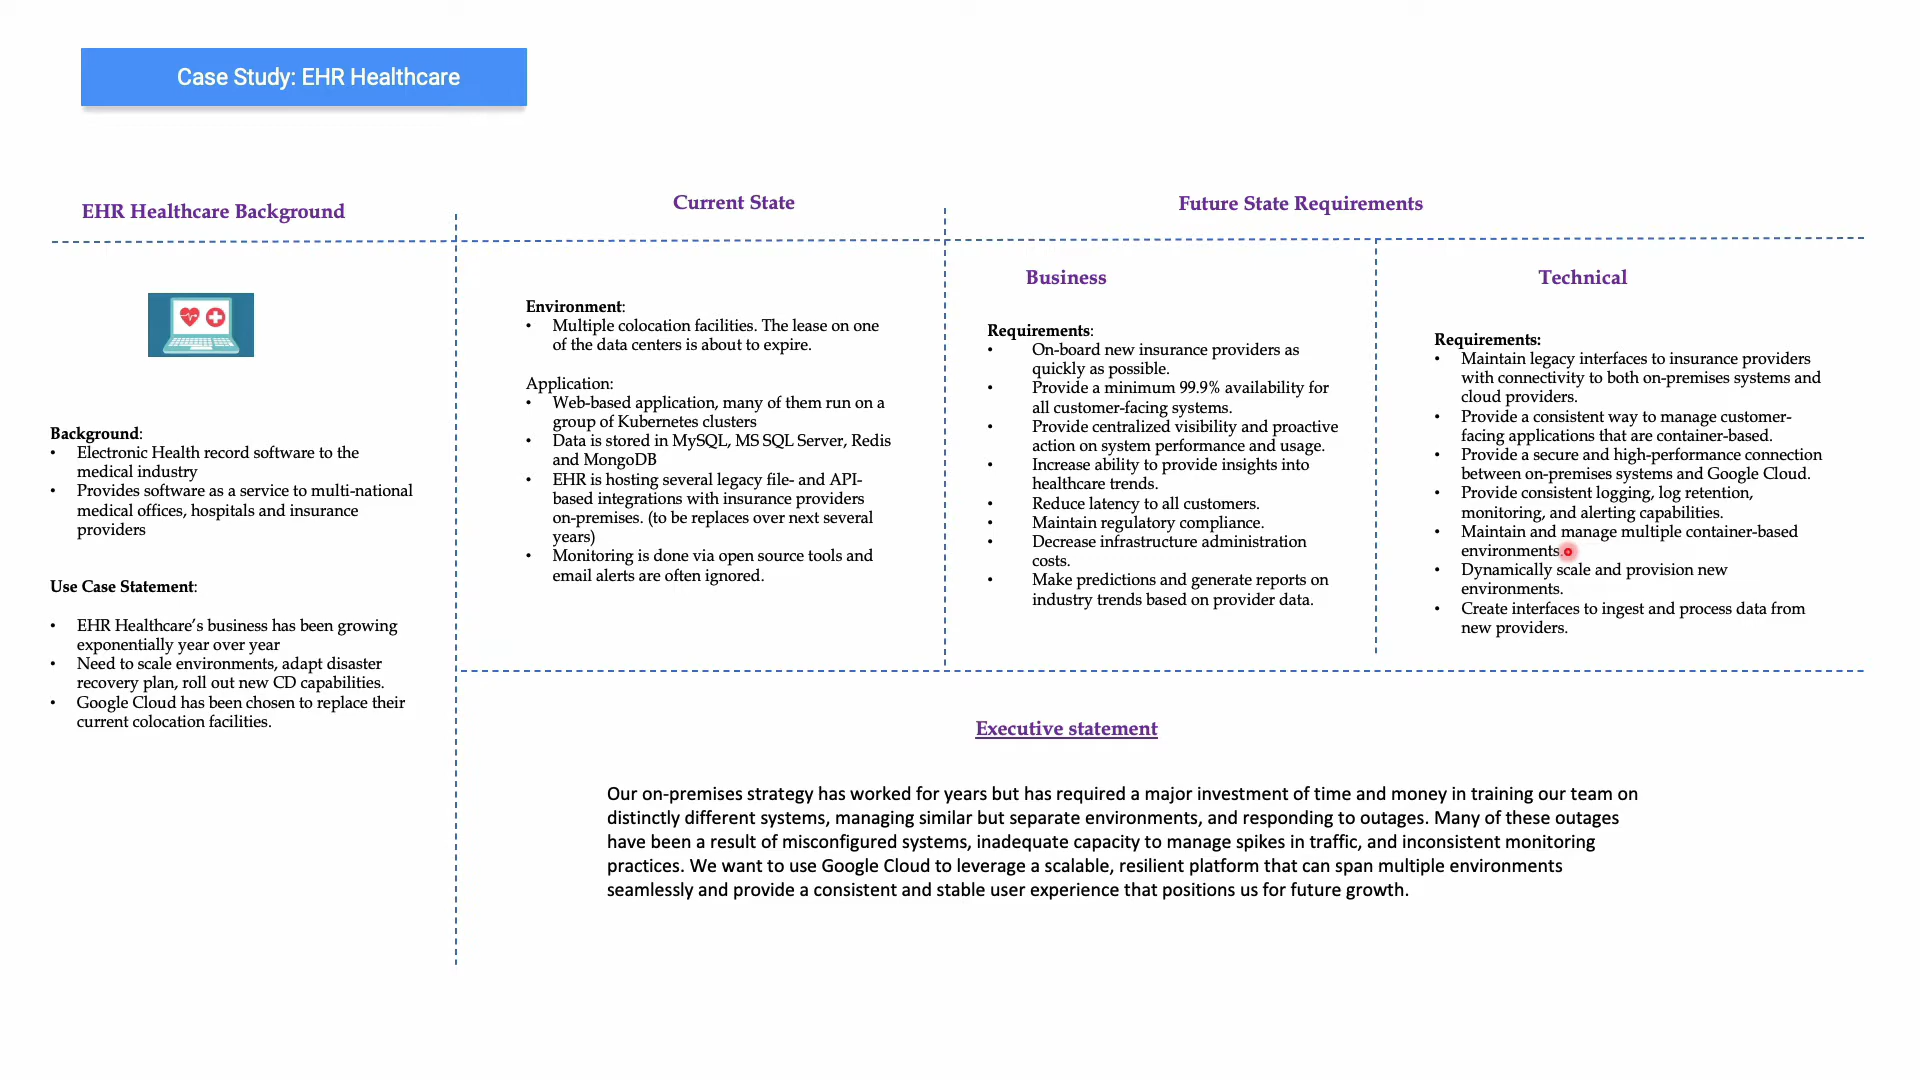 Case Study: EHR Healthcare
EHR Healthcare Background
Background:
• Electronic Health record software to the
medical industry
• Provides software as a service to multi-national
medical offices, hospitals and insurance
providers
Use Case Statement:
• EHR Healthcare’s business has been growing
exponentially year over year
• Need to scale environments, adapt disaster
recovery plan, roll out new CD capabilities.
• Google Cloud has been chosen to replace their
current colocation facilities.
Current State
Environment:
• Multiple colocation facilities. The lease on one
of the data centers is about to expire.
Application:
• Web-based application, many of them run on a
group of Kubernetes clusters
• Data is stored in MySQL, MS SQL Server, Redis
and MongoDB
• EHR is hosting several legacy file- and API-
based integrations with insurance providers
on-premises. (to be replaces over next several
years)
• Monitoring is done via open source tools and
email alerts are often ignored.
Future State Requirements
Business
Requirements:
• On-board new insurance providers as
quickly as possible.
• Provide a minimum 99.9% availability for
all customer-facing systems.
• Provide centralized visibility and proactive
action on system performance and usage.
• Increase ability to provide insights into
healthcare trends.
• Reduce latency to all customers.
• Maintain regulatory compliance.
• Decrease infrastructure administration
costs.
• Make predictions and generate reports on
industry trends based on provider data.
Technical
Requirements:
• Maintain legacy interfaces to insurance providers
with connectivity to both on-premises systems and
cloud providers.
• Provide a consistent way to manage customer-
facing applications that are container-based.
• Provide a secure and high-performance connection
between on-premises systems and Google Cloud.
• Provide consistent logging, log retention,
monitoring, and alerting capabilities.
• Maintain and manage multiple container-based
environments.
• Dynamically scale and provision new
environments.
• Create interfaces to ingest and process data from
new providers.
Executive statement
Our on-premises strategy has worked for years but has required a major investment of time and money in training our team on
distinctly different systems, managing similar but separate environments, and responding to outages. Many of these outages
have been a result of misconfigured systems, inadequate capacity to manage spikes in traffic, and inconsistent monitoring
practices. We want to use Google Cloud to leverage a scalable, resilient platform that can span multiple environments
seamlessly and provide a consistent and stable user experience that positions us for future growth.